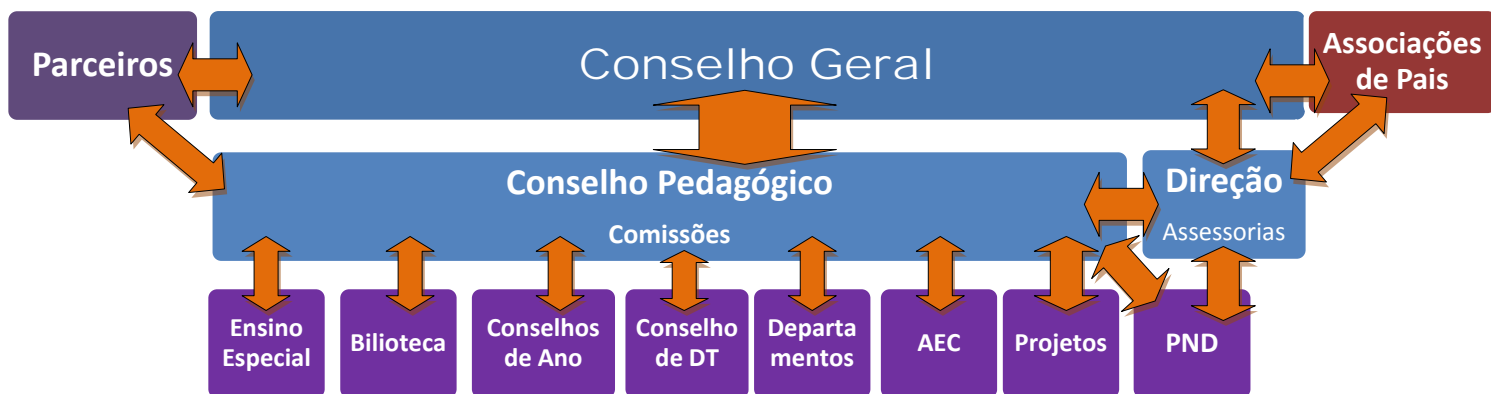 Parceiros
Conselho Geral
Associações
de Pais
Conselho Pedagógico
Comissões
Direção
Assessorias
Ensino
Especial
Bilioteca
Conselhos
de Ano
Conselho
de DT
Departa
mentos
AEC
Projetos
PND